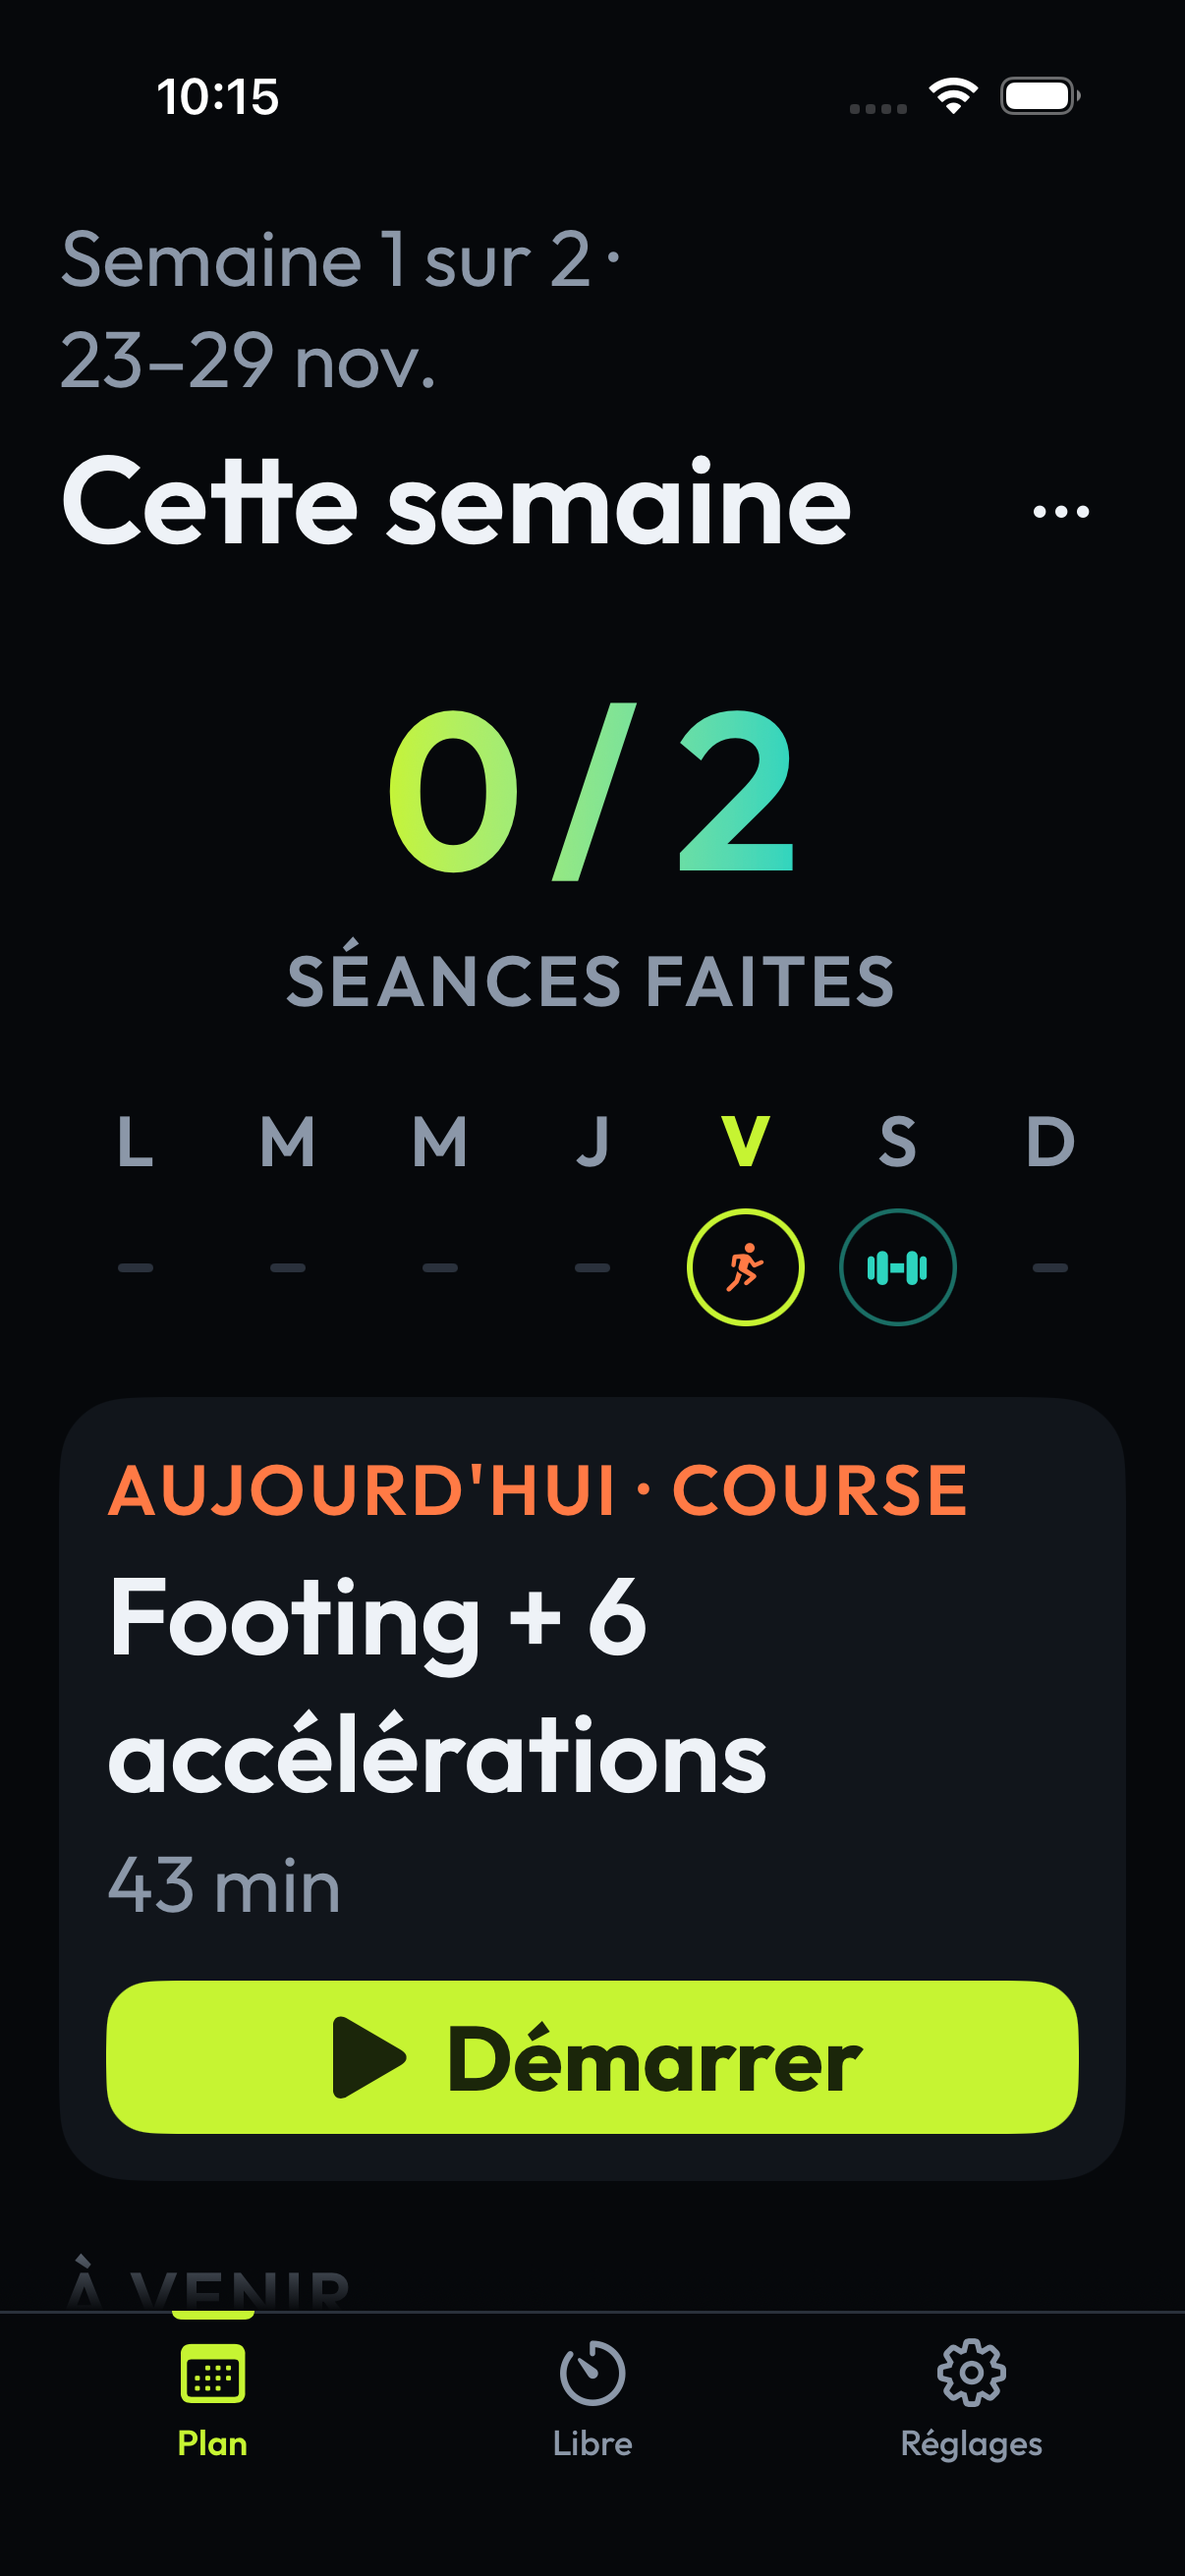 10:15
Semaine 1 sur 2 ·
23–29 nov.
Cette semaine
0/2
SÉANCES FAITES
L M M J V S D
AUJOURD'HUI · COURSE
Footing + 6
accélérations
43 min
Démarrer
À VENIR
Plan Libre Réglages